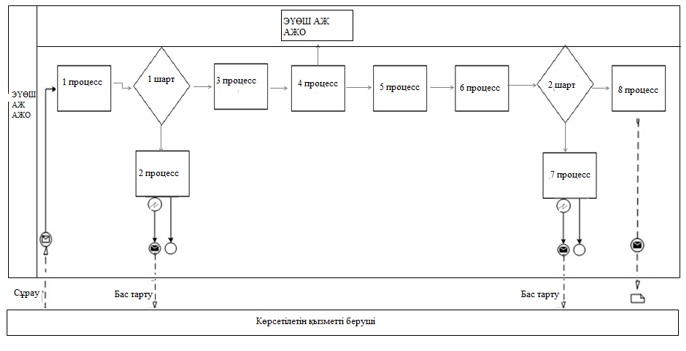 ЭҮӨШ АЖ
АЖО
ЭҮӨШ
АЖ
АЖО
1 процесс
1 шарт
3 процесс
4 процесс
5 процесс
6 процесс
2 шарт
8 процесс
2 процесс
7 процесс
Сұрау
Бас тарту
Бас тарту
Көрсетілетін қызметті беруші